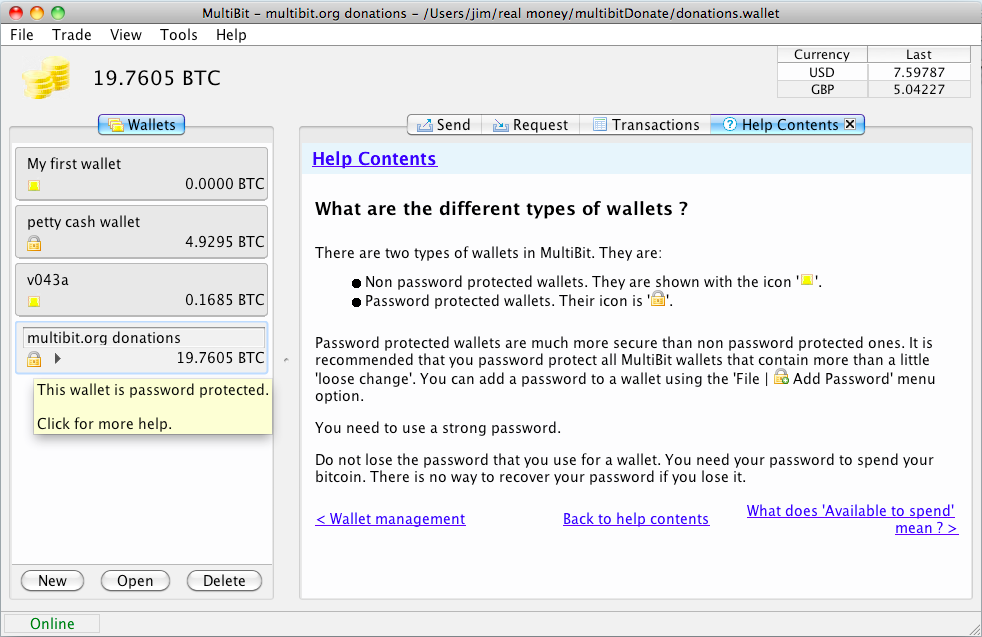 MultiBit - multibit.org donations - /Users/jim/real money/multibitDonate/donations.wallet
File Trade View Tools Help
19.7605 BTC
Currency Last
USD 7.59787
GBP 5.04227
Wallets
My first wallet
0.0000 BTC
petty cash wallet
4.9295 BTC
v043a
0.1685 BTC
multibit.org donations
19.7605 BTC
This wallet is password protected.
Click for more help.
New Open Delete
Send Request Transactions Help Contents
Help Contents
What are the different types of wallets ?
There are two types of wallets in MultiBit. They are:
Non password protected wallets. They are shown with the icon ' '.
Password protected wallets. Their icon is ' '.
Password protected wallets are much more secure than non password protected ones. It is
recommended that you password protect all MultiBit wallets that contain more than a little
'loose change'. You can add a password to a wallet using the 'File | Add Password' menu
option.
You need to use a strong password.
Do not lose the password that you use for a wallet. You need your password to spend your
bitcoin. There is no way to recover your password if you lose it.
< Wallet management
Back to help contents
What does 'Available to spend'
mean ? >
Online